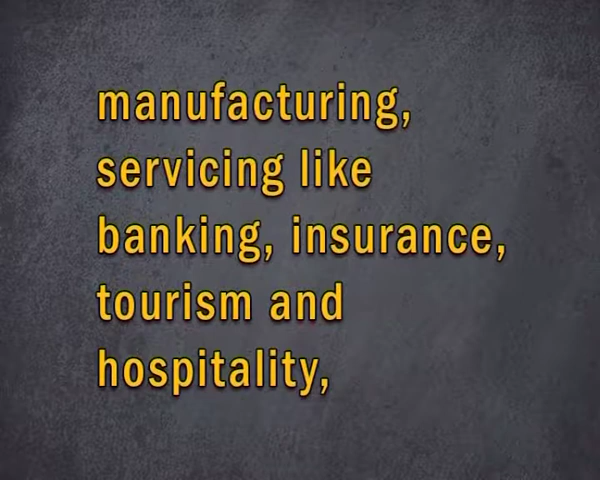 manufacturing,
servicing like
banking, insurance,
tourism and
hospitality,